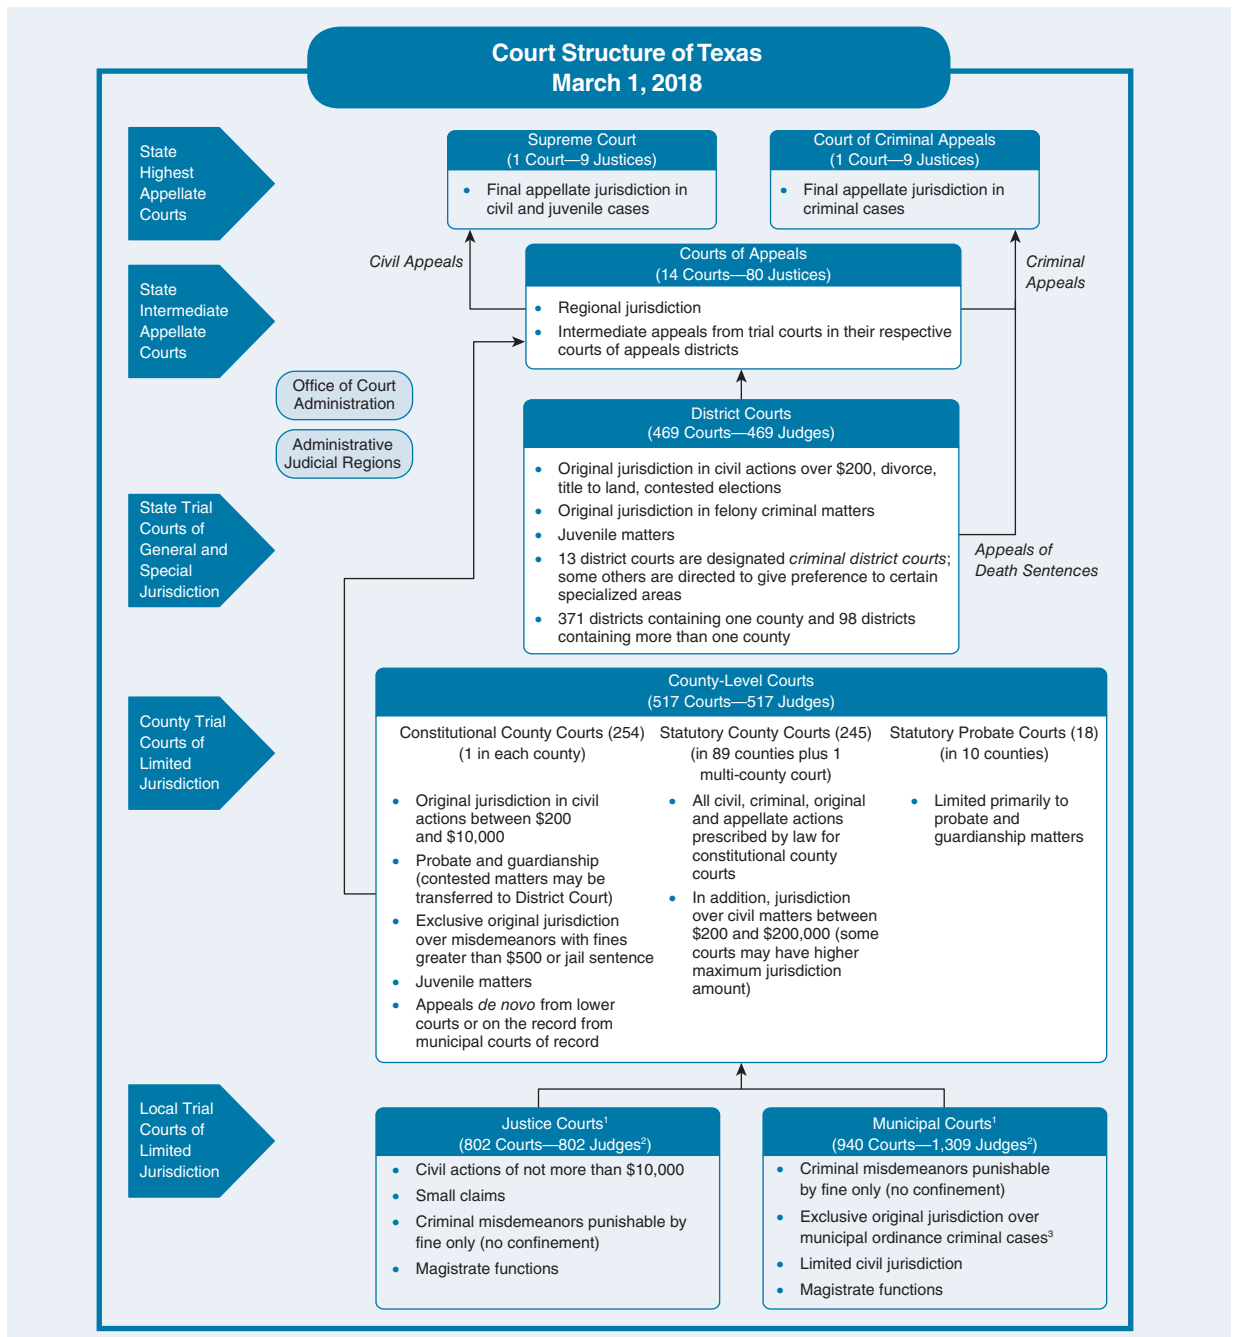 Court Structure of Texas
March 1, 2018
State
Highest
Appellate
Courts
Supreme Court
(1 Court—9 Justices)
• Final appellate jurisdiction in
civil and juvenile cases
Court of Criminal Appeals
(1 Court—9 Justices)
• Final appellate jurisdiction in
criminal cases
Civil Appeals
Criminal
Appeals
State
Intermediate
Appellate
Courts
Courts of Appeals
(14 Courts—80 Justices)
• Regional jurisdiction
• Intermediate appeals from trial courts in their respective
courts of appeals districts
Office of Court
Administration
Administrative
Judicial Regions
State Trial
Courts of
General and
Special
Jurisdiction
District Courts
(469 Courts—469 Judges)
• Original jurisdiction in civil actions over $200, divorce,
title to land, contested elections
• Original jurisdiction in felony criminal matters
• Juvenile matters
• 13 district courts are designated criminal district courts;
some others are directed to give preference to certain
specialized areas
• 371 districts containing one county and 98 districts
containing more than one county
Appeals of
Death Sentences
County Trial
Courts of
Limited
Jurisdiction
County-Level Courts
(517 Courts—517 Judges)
Constitutional County Courts (254)
(1 in each county)
• Original jurisdiction in civil
actions between $200
and $10,000
• Probate and guardianship
(contested matters may be
transferred to District Court)
• Exclusive original jurisdiction
over misdemeanors with fines
greater than $500 or jail sentence
• Juvenile matters
• Appeals de novo from lower
courts or on the record from
municipal courts of record
Statutory County Courts (245)
(in 89 counties plus 1
multi-county court)
• All civil, criminal, original
and appellate actions
prescribed by law for
constitutional county
courts
• In addition, jurisdiction
over civil matters between
$200 and $200,000 (some
courts may have higher
maximum jurisdiction
amount)
Statutory Probate Courts (18)
(in 10 counties)
• Limited primarily to
probate and
guardianship matters
Local Trial
Courts of
Limited
Jurisdiction
Justice Courts¹
(802 Courts—802 Judges²)
• Civil actions of not more than $10,000
• Small claims
• Criminal misdemeanors punishable by
fine only (no confinement)
• Magistrate functions
Municipal Courts¹
(940 Courts—1,309 Judges²)
• Criminal misdemeanors punishable
by fine only (no confinement)
• Exclusive original jurisdiction over
municipal ordinance criminal cases³
• Limited civil jurisdiction
• Magistrate functions